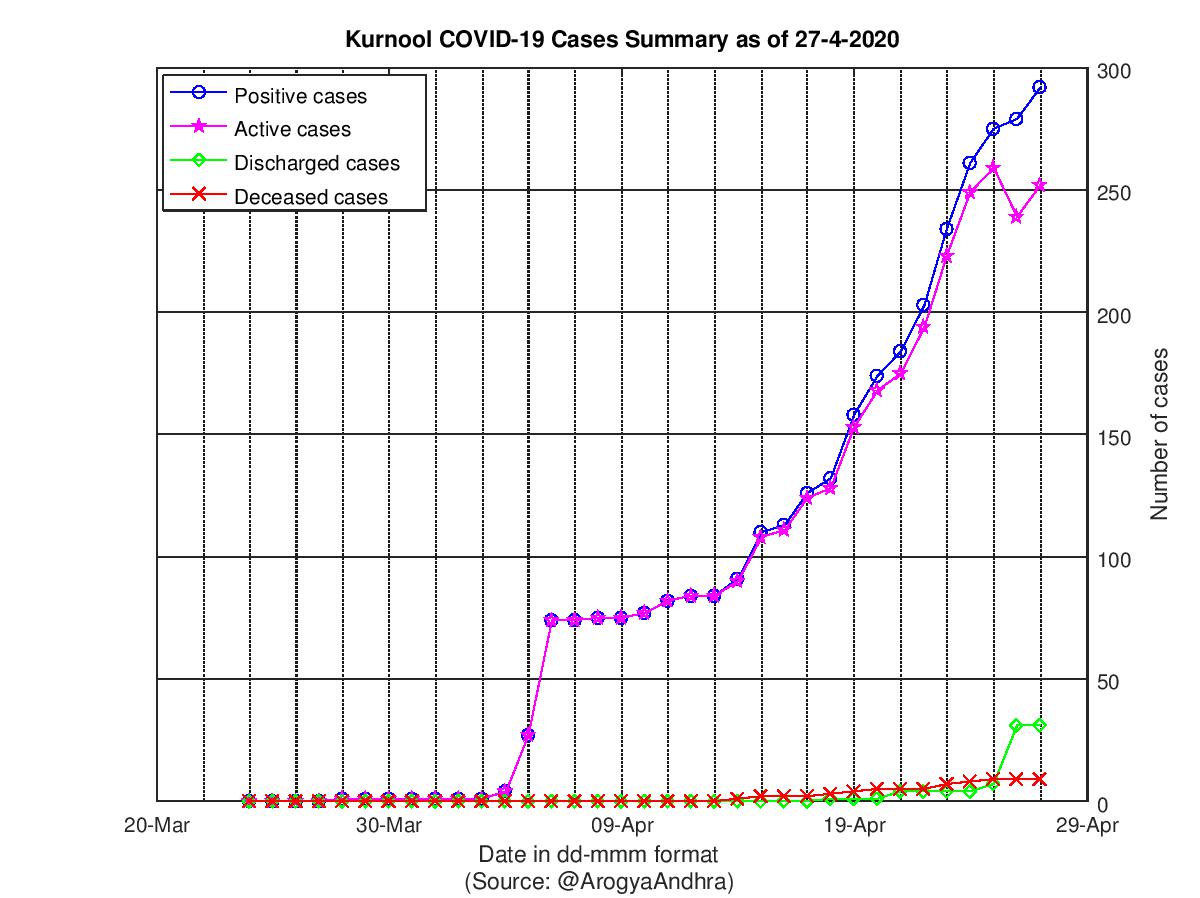 Kurnool COVID-19 Cases Summary as of 27-4-2020
Positive cases
Active cases
Discharged cases
Deceased cases
300
250
200
150
100
50
0
Number of cases
20-Mar 30-Mar 09-Apr 19-Apr 29-Apr
Date in dd-mmm format
(Source: @ArogyaAndhra)